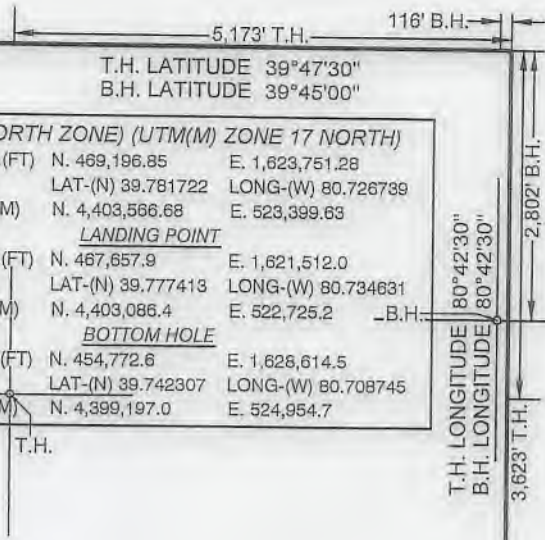 116' B.H.
5,173' T.H.
T.H. LATITUDE 39°47'30"
B.H. LATITUDE 39°45'00"
ORTH ZONE) (UTM(M) ZONE 17 NORTH)
(FT) N. 469,196.85 E. 1,623,751.28
LAT-(N) 39.781722 LONG-(W) 80.726739
M) N. 4,403,566.68 E. 523,399.63
LANDING POINT
(FT) N. 467,657.9 E. 1,621,512.0
LAT-(N) 39.777413 LONG-(W) 80.734631
M) N. 4,403,086.4 E. 522,725.2
BOTTOM HOLE
(FT) N. 454,772.6 E. 1,628,614.5
LAT-(N) 39.742307 LONG-(W) 80.708745
M) N. 4,399,197.0 E. 524,954.7
T.H.
B.H.
T.H. LONGITUDE 80°42'30"
B.H. LONGITUDE 80°42'30"
2,802' B.H.
3,623' T.H.